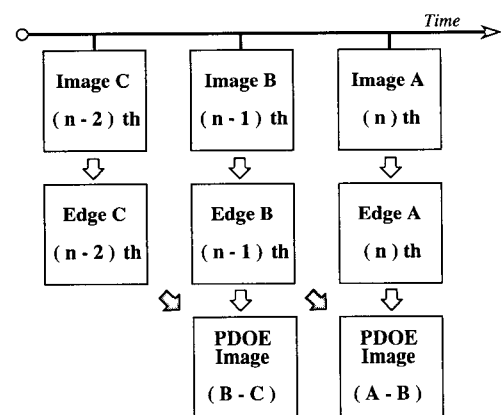 Time
Image C
Image B
Image A
( n - 2 ) th
( n - 1 ) th
( n ) th
Edge C
Edge B
Edge A
( n - 2 ) th
( n - 1 ) th
( n ) th
PDOE
PDOE
Image
Image
( B - C )
( A - B )